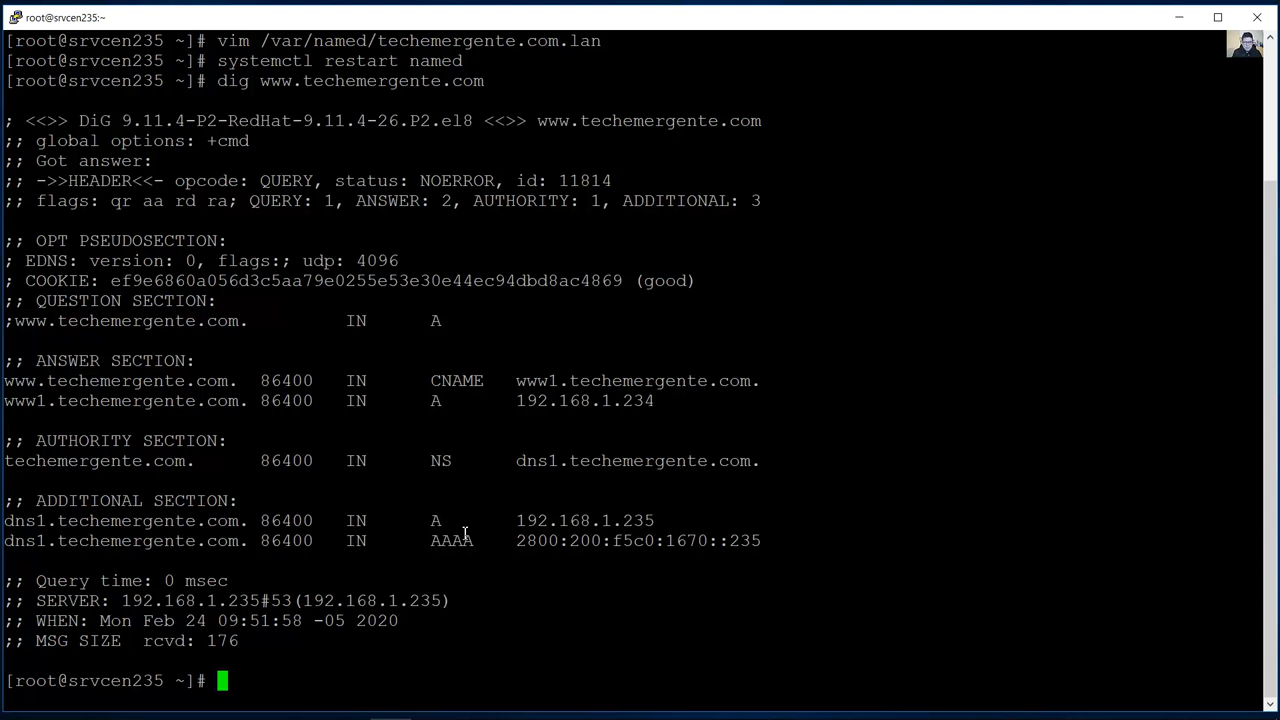 root@srvcen235:~
[root@srvcen235 ~]# vim /var/named/techemergente.com.lan
[root@srvcen235 ~]# systemctl restart named
[root@srvcen235 ~]# dig www.techemergente.com
; <<>> DiG 9.11.4-P2-RedHat-9.11.4-26.P2.el8 <<>> www.techemergente.com
;; global options: +cmd
;; Got answer:
;; ->>HEADER<<- opcode: QUERY, status: NOERROR, id: 11814
;; flags: qr aa rd ra; QUERY: 1, ANSWER: 2, AUTHORITY: 1, ADDITIONAL: 3
;; OPT PSEUDOSECTION:
; EDNS: version: 0, flags:; udp: 4096
; COOKIE: ef9e6860a056d3c5aa79e0255e53e30e44ec94dbd8ac4869 (good)
;; QUESTION SECTION:
;www.techemergente.com. IN A
;; ANSWER SECTION:
www.techemergente.com. 86400 IN CNAME www1.techemergente.com.
www1.techemergente.com. 86400 IN A 192.168.1.234
;; AUTHORITY SECTION:
techemergente.com. 86400 IN NS dns1.techemergente.com.
;; ADDITIONAL SECTION:
dns1.techemergente.com. 86400 IN A 192.168.1.235
dns1.techemergente.com. 86400 IN AAAA 2800:200:f5c0:1670::235
;; Query time: 0 msec
;; SERVER: 192.168.1.235#53(192.168.1.235)
;; WHEN: Mon Feb 24 09:51:58 -05 2020
;; MSG SIZE rcvd: 176
[root@srvcen235 ~]#